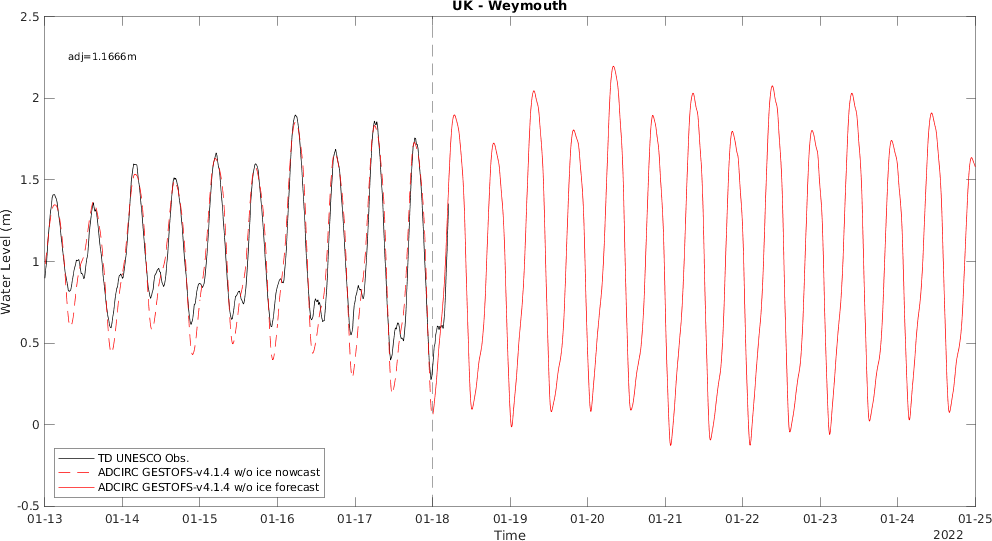 UK - Weymouth
2.5
2
1.5
1
0.5
0
-0.5
Water Level (m)
adj=1.1666m
TD UNESCO Obs.
ADCIRC GESTOFS-v4.1.4 w/o ice nowcast
ADCIRC GESTOFS-v4.1.4 w/o ice forecast
01-13 01-14 01-15 01-16 01-17 01-18 01-19 01-20 01-21 01-22 01-23 01-24 01-25
Time
2022